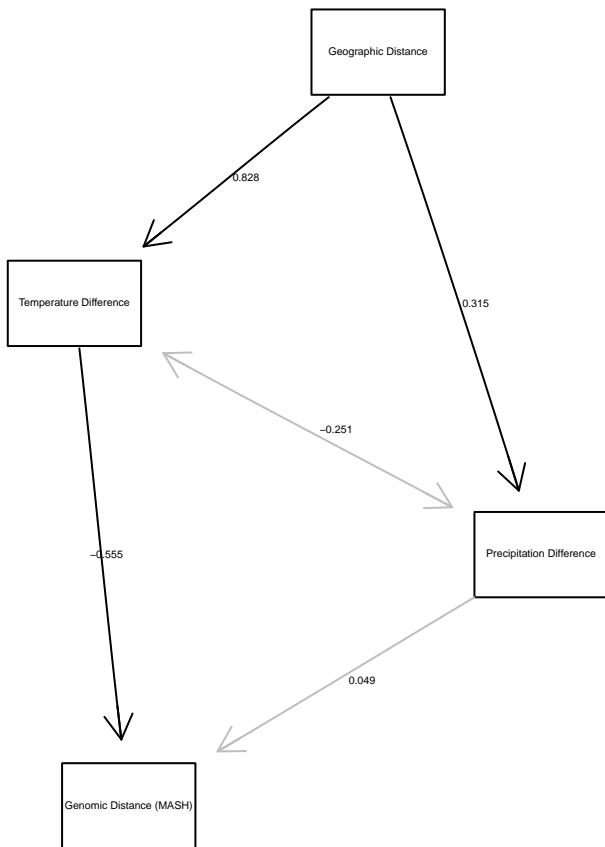 Geographic Distance
0.828
Temperature Difference
0.315
−0.251
−0.555
Precipitation Difference
0.049
Genomic Distance (MASH)